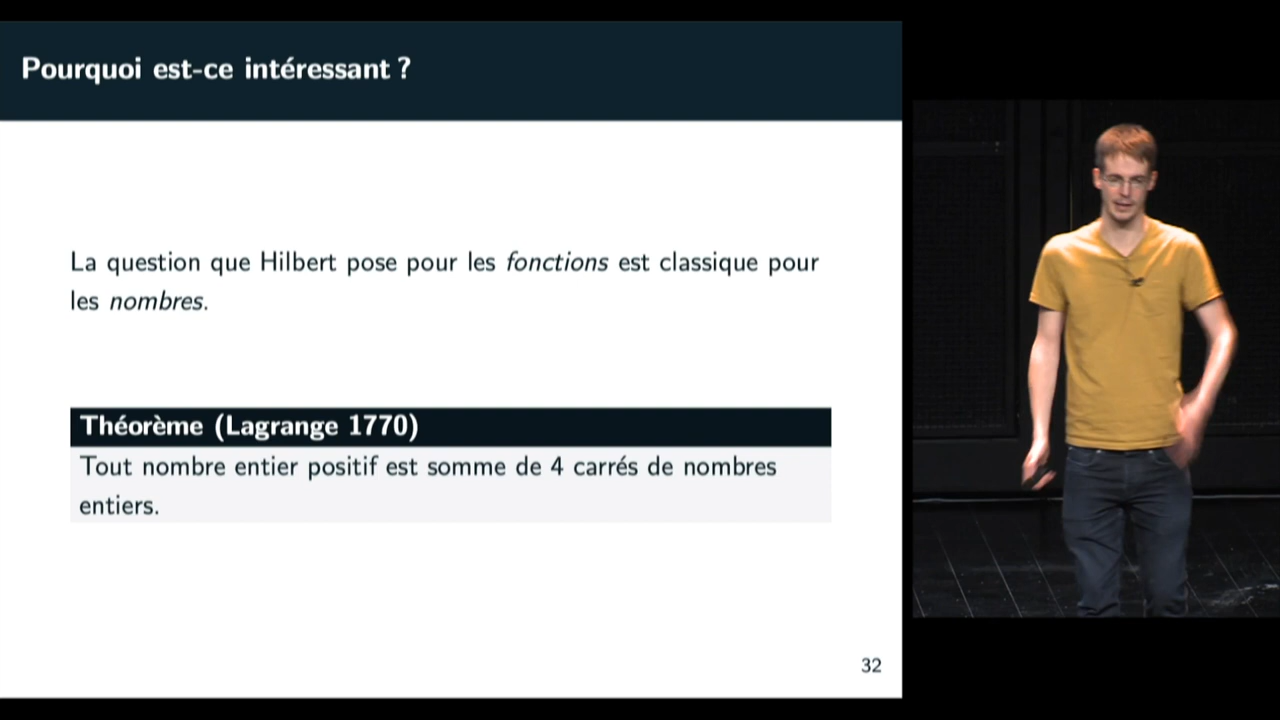 Pourquoi est-ce intéressant ?
La question que Hilbert pose pour les fonctions est classique pour
les nombres.
Théorème (Lagrange 1770)
Tout nombre entier positif est somme de 4 carrés de nombres
entiers.
32